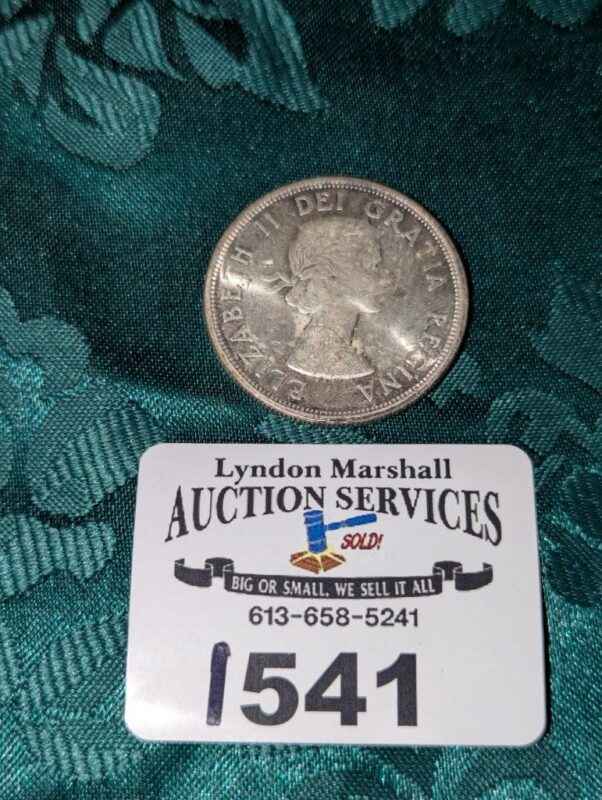 ELIZABETH II DEI GRATIA REGINA
Lyndon Marshall
AUCTION SERVICES
SOLD!
BIG OR SMALL, WE SELL IT ALL
613-658-5241
1541